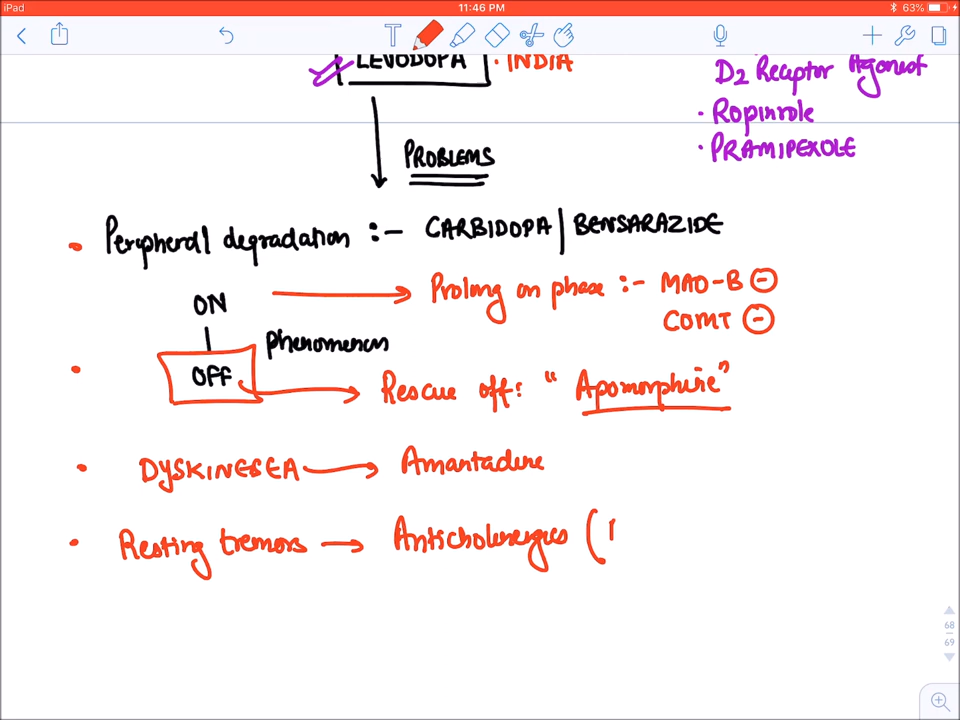 iPad
11:46 PM
63%
T
LEVODOPA · INDIA
D2 Receptor Agonist
· Ropinirole
· PRAMIPEXOLE
PROBLEMS
· Peripheral degradation :- CARBIDOPA | BENSARAZIDE
ON
Prolong on phase :- MAO-B ⊖
COMT ⊖
phenomenon
· OFF
Rescue off: "Apomorphine"
· DYSKINESEA → Amantadine
· Resting tremors → Anticholinergics (
68
69